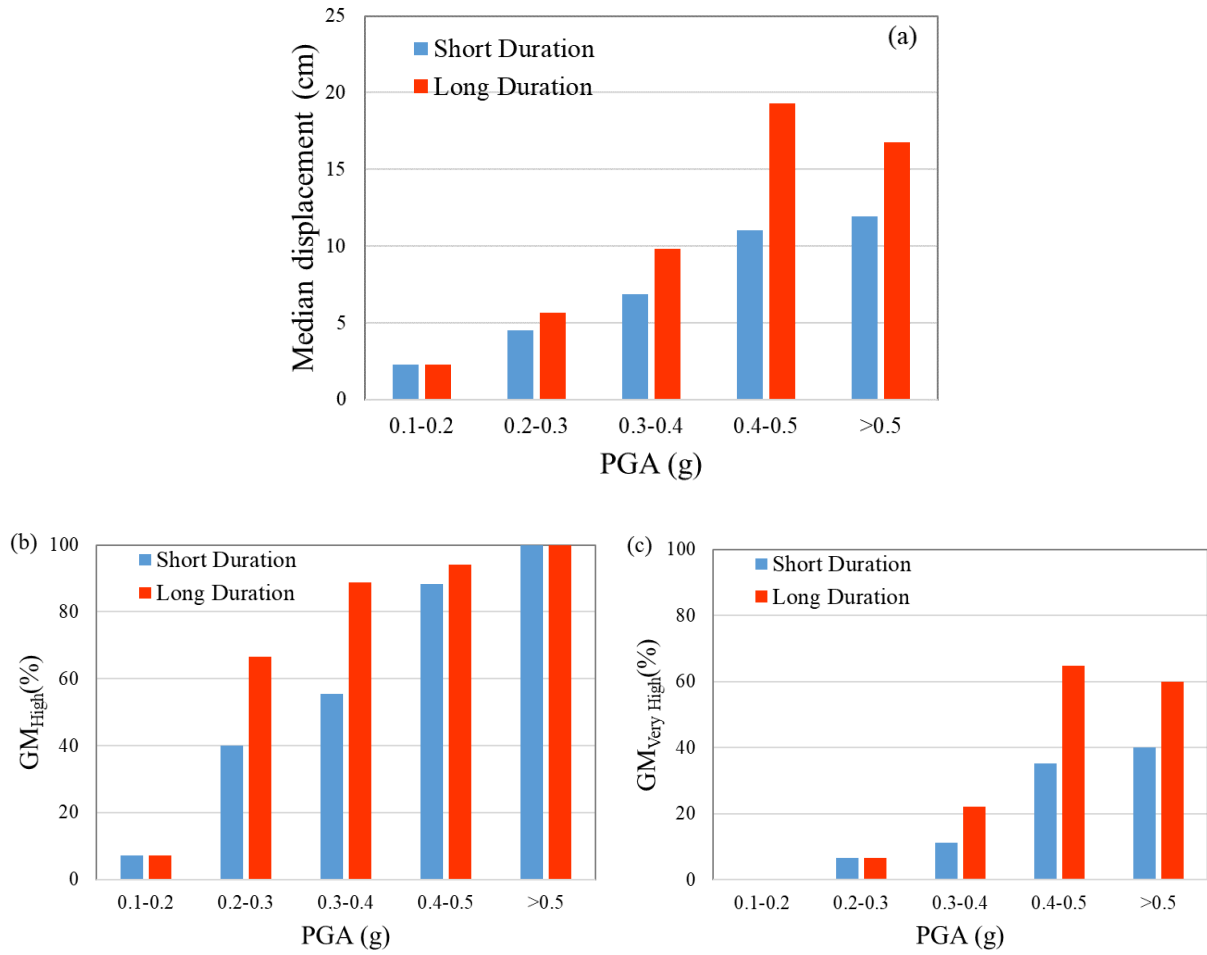 (a)
Short Duration
Long Duration
Median displacement (cm)
25
20
15
10
5
0
0.1-0.2 0.2-0.3 0.3-0.4 0.4-0.5 >0.5
PGA (g)
(b)
Short Duration
Long Duration
GM_High(%)
100
80
60
40
20
0
0.1-0.2 0.2-0.3 0.3-0.4 0.4-0.5 >0.5
PGA (g)
(c)
Short Duration
Long Duration
GM_Very High(%)
100
80
60
40
20
0
0.1-0.2 0.2-0.3 0.3-0.4 0.4-0.5 >0.5
PGA (g)